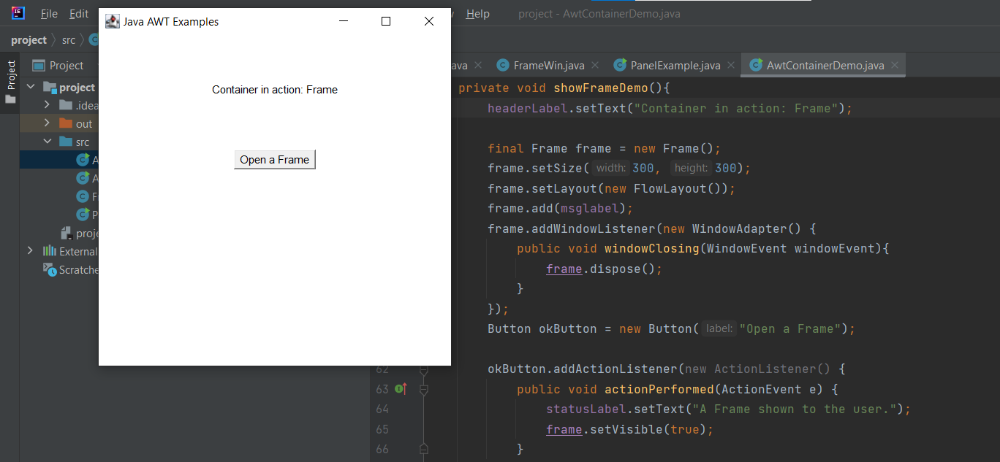 File Edit Help project - AwtContainerDemo.java
Java AWT Examples
project src
Project
Project
FrameWin.java PanelExample.java AwtContainerDemo.java
project
.idea
out
src
External
Container in action: Frame
Open a Frame
private void showFrameDemo(){
headerLabel.setText("Container in action: Frame");
final Frame frame = new Frame();
frame.setSize( width: 300, height: 300);
frame.setLayout(new FlowLayout());
frame.add(msglabel);
frame.addWindowListener(new WindowAdapter() {
public void windowClosing(WindowEvent windowEvent){
frame.dispose();
}
});
Button okButton = new Button( label: "Open a Frame");
62 okButton.addActionListener(new ActionListener() {
63 public void actionPerformed(ActionEvent e) {
64 statusLabel.setText("A Frame shown to the user.");
65 frame.setVisible(true);
66 }